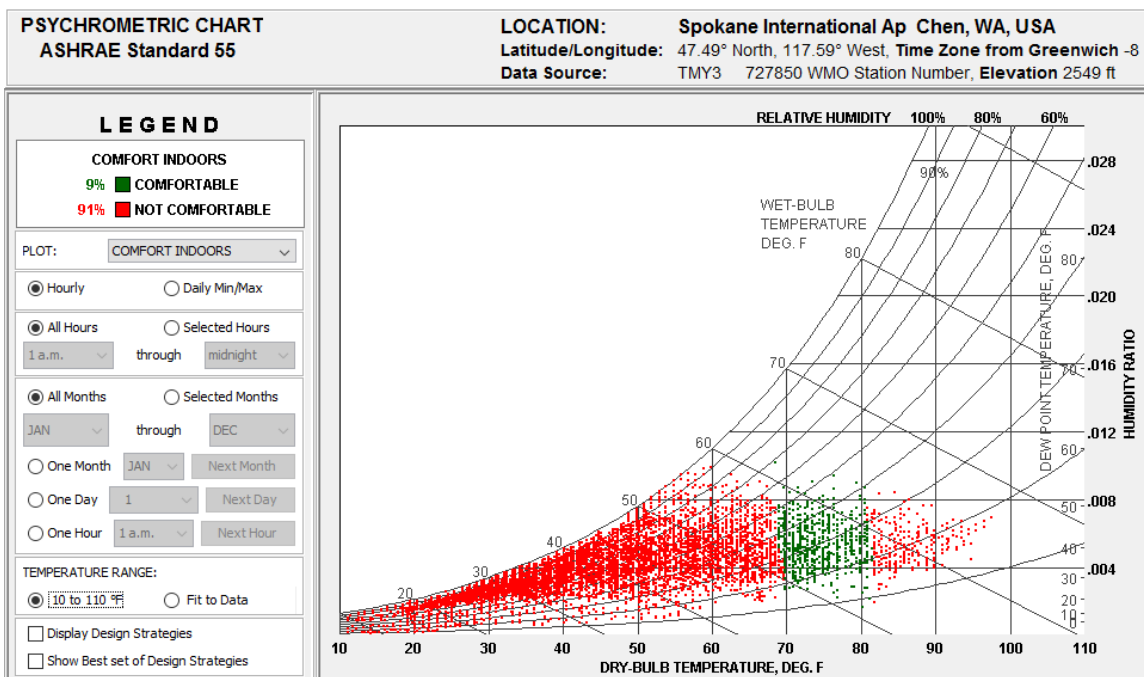 PSYCHROMETRIC CHART
ASHRAE Standard 55
LOCATION: Spokane International Ap Chen, WA, USA
Latitude/Longitude: 47.49° North, 117.59° West, Time Zone from Greenwich -8
Data Source: TMY3 727850 WMO Station Number, Elevation 2549 ft
LEGEND
COMFORT INDOORS
9% COMFORTABLE
91% NOT COMFORTABLE
PLOT: COMFORT INDOORS
Hourly Daily Min/Max
All Hours Selected Hours
1 a.m. through midnight
All Months Selected Months
JAN through DEC
One Month JAN Next Month
One Day 1 Next Day
One Hour 1 a.m. Next Hour
TEMPERATURE RANGE:
10 to 110 °F Fit to Data
Display Design Strategies
Show Best set of Design Strategies
RELATIVE HUMIDITY 100% 80% 60%
90%
WET-BULB
TEMPERATURE
DEG. F
20
30
40
50
60
70
80
DEW POINT TEMPERATURE, DEG. F
80
70
60
50
40
30
20
10
0
.028
.024
.020
.016
.012
.008
.004
HUMIDITY RATIO
10 20 30 40 50 60 70 80 90 100 110
DRY-BULB TEMPERATURE, DEG. F